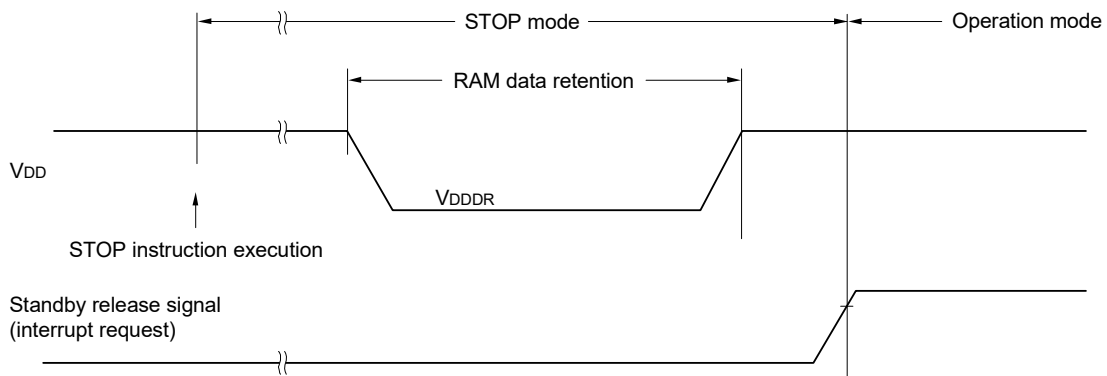 STOP mode
Operation mode
RAM data retention
VDD
VDDDR
STOP instruction execution
Standby release signal
(interrupt request)